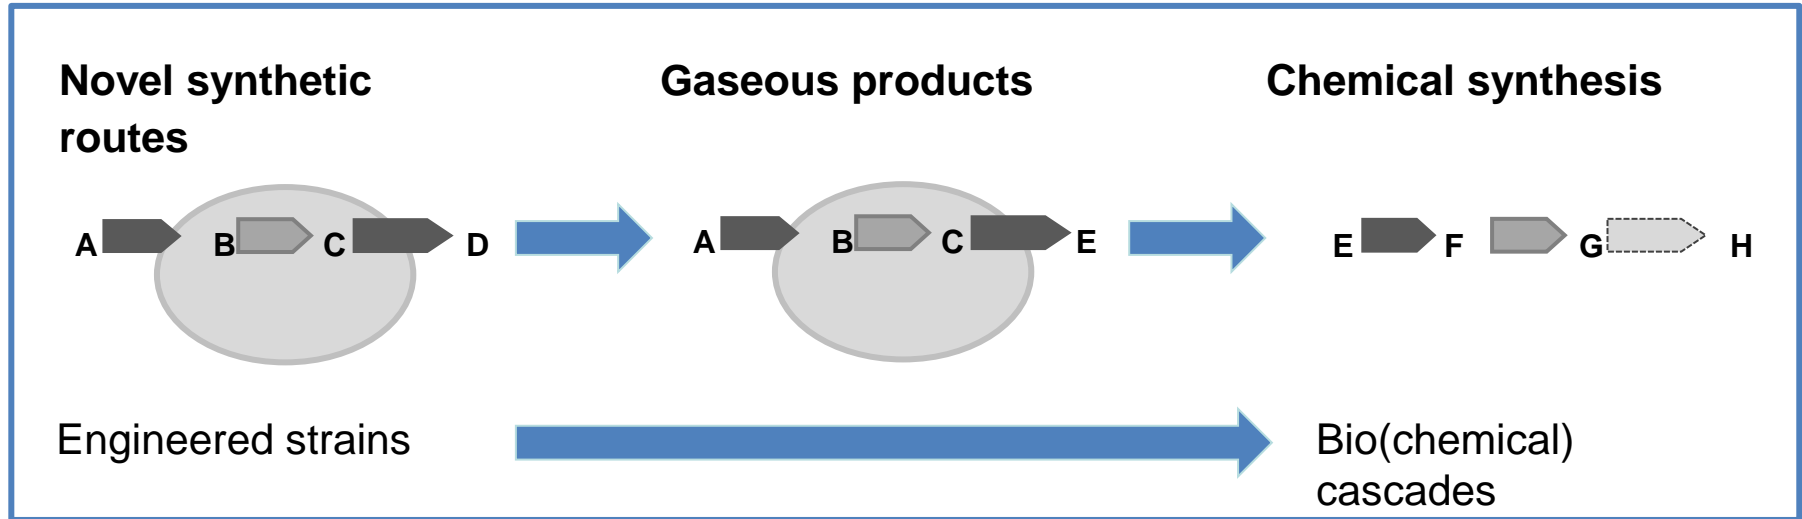 Novel synthetic
routes
Gaseous products
Chemical synthesis
A B C D
A B C E
E F G H
Engineered strains
Bio(chemical)
cascades